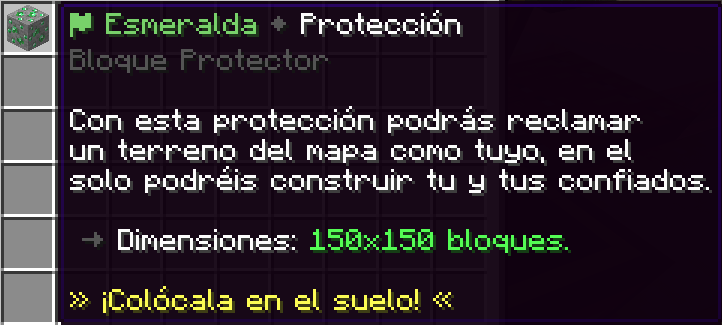 Esmeralda ✦ Protección
Bloque Protector
Con esta protección podrás reclamar
un terreno del mapa como tuyo, en el
solo podréis construir tu y tus confiados.
→ Dimensiones: 150x150 bloques.
» ¡Colócala en el suelo! «